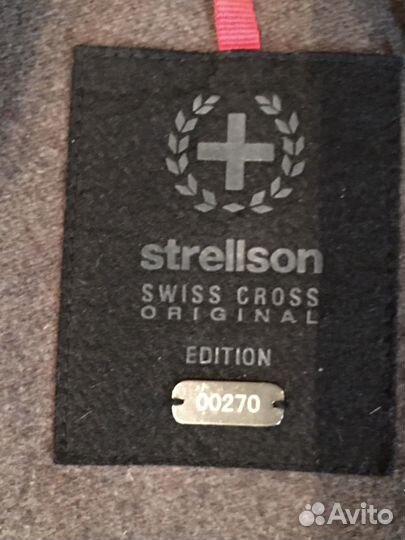 strellson
SWISS CROSS
ORIGINAL
EDITION
00270
Avito